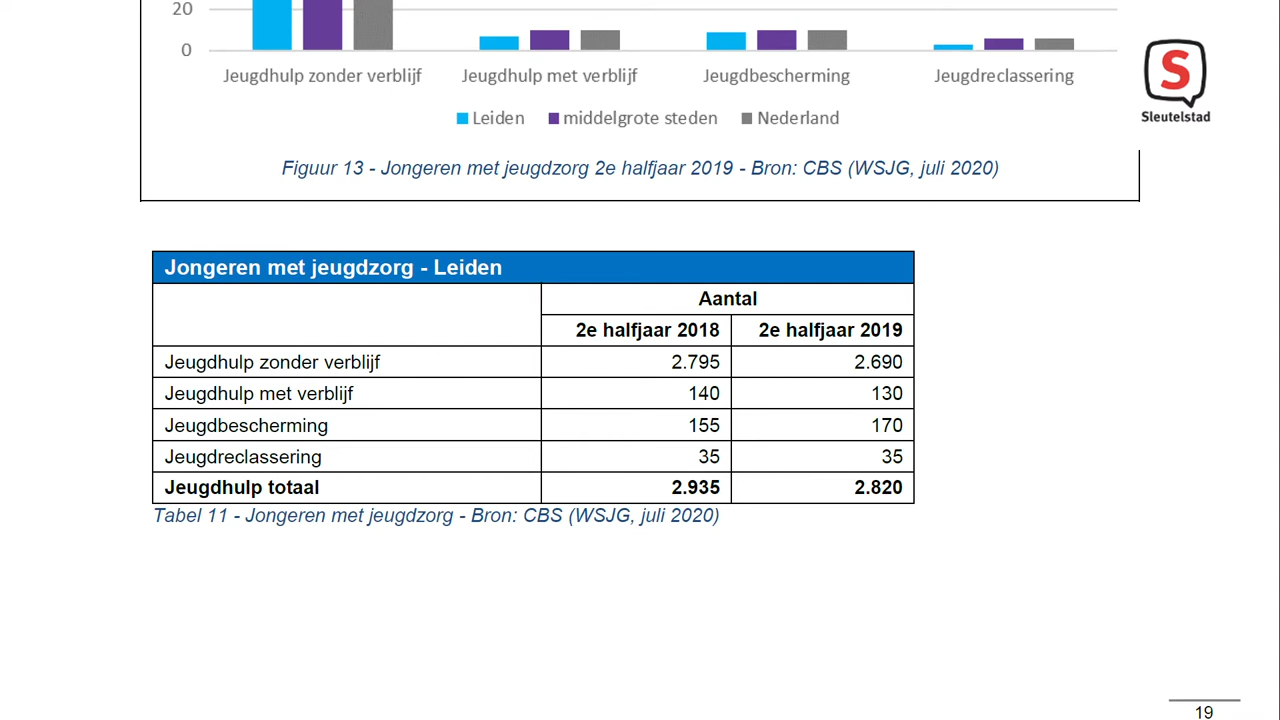 20
0
Jeugdhulp zonder verblijf Jeugdhulp met verblijf Jeugdbescherming Jeugdreclassering
Leiden middelgrote steden Nederland
S
Sleutelstad
Figuur 13 - Jongeren met jeugdzorg 2e halfjaar 2019 - Bron: CBS (WSJG, juli 2020)
Jongeren met jeugdzorg - Leiden
Aantal
2e halfjaar 2018 2e halfjaar 2019
Jeugdhulp zonder verblijf 2.795 2.690
Jeugdhulp met verblijf 140 130
Jeugdbescherming 155 170
Jeugdreclassering 35 35
Jeugdhulp totaal 2.935 2.820
Tabel 11 - Jongeren met jeugdzorg - Bron: CBS (WSJG, juli 2020)
19